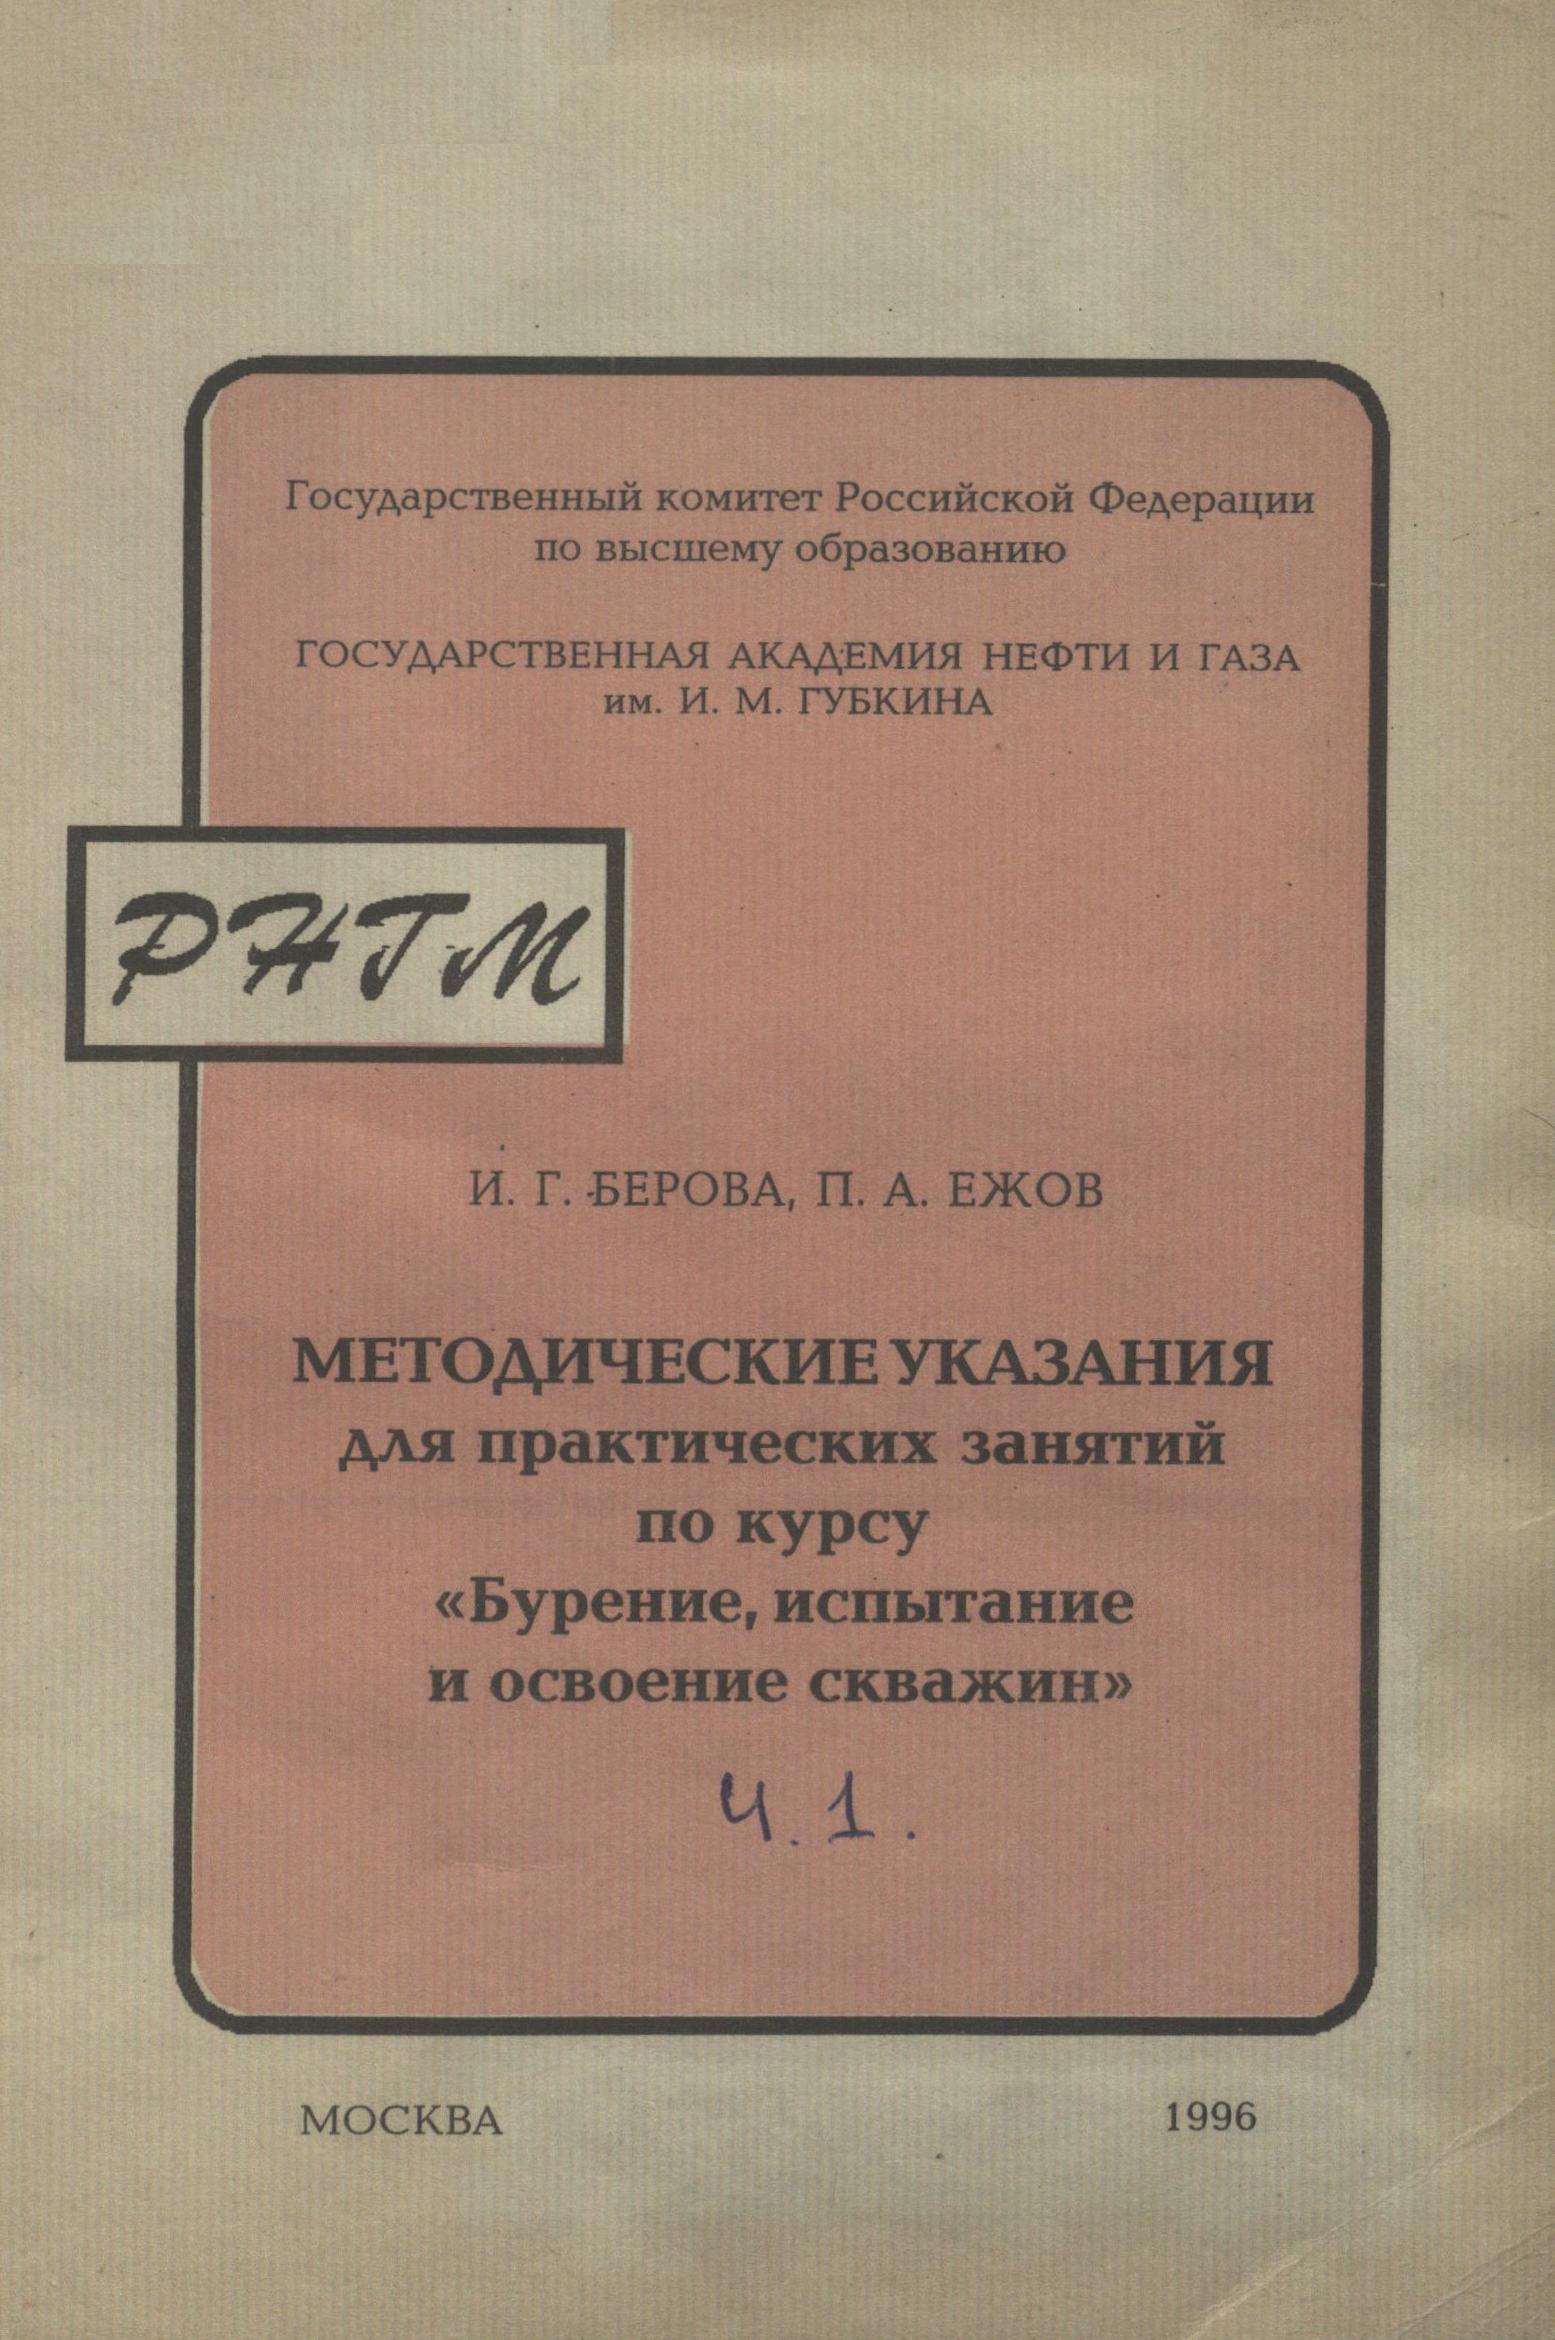 Государственный комитет Российской Федерации
по высшему образованию
ГОСУДАРСТВЕННАЯ АКАДЕМИЯ НЕФТИ И ГАЗА
им. И. М. ГУБКИНА
РНГМ
И. Г. БЕРОВА, П. А. ЕЖОВ
МЕТОДИЧЕСКИЕ УКАЗАНИЯ
для практических занятий
по курсу
«Бурение, испытание
и освоение скважин»
Ч. 1.
МОСКВА 1996